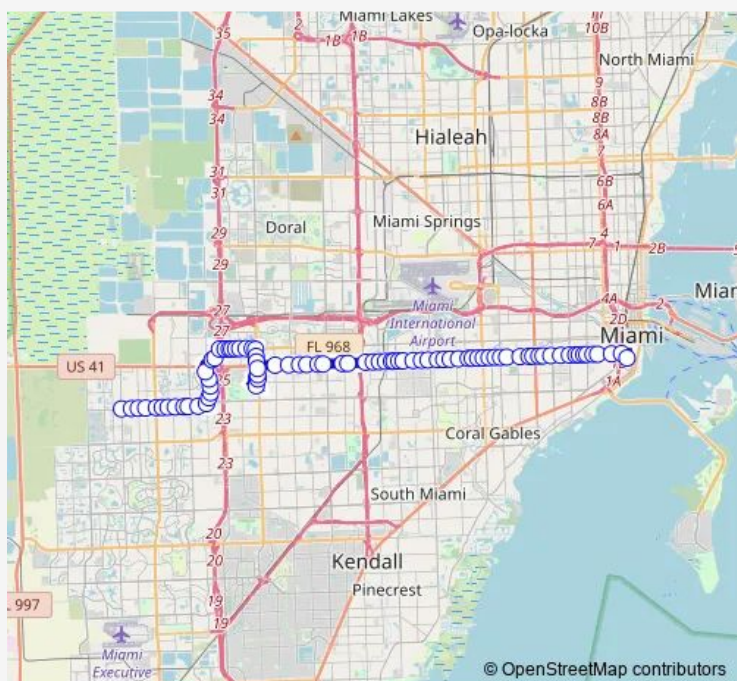 Miami Lakes
Opa-locka
35
2
1B
1B
10B
North Miami
9
34
34
8B
8B
8A
Hialeah
7
31
31
6B
6B
6A
29
29
Doral
Miami Springs
4
7
1
2B
27
27
Miami
International
Airport
4A
2D
2
Miami
FL 968
US 41
25
1A
23
Coral Gables
23
South Miami
20
20
Kendall
Pinecrest
997
19
19
Miami
Executive
© OpenStreetMap contributors